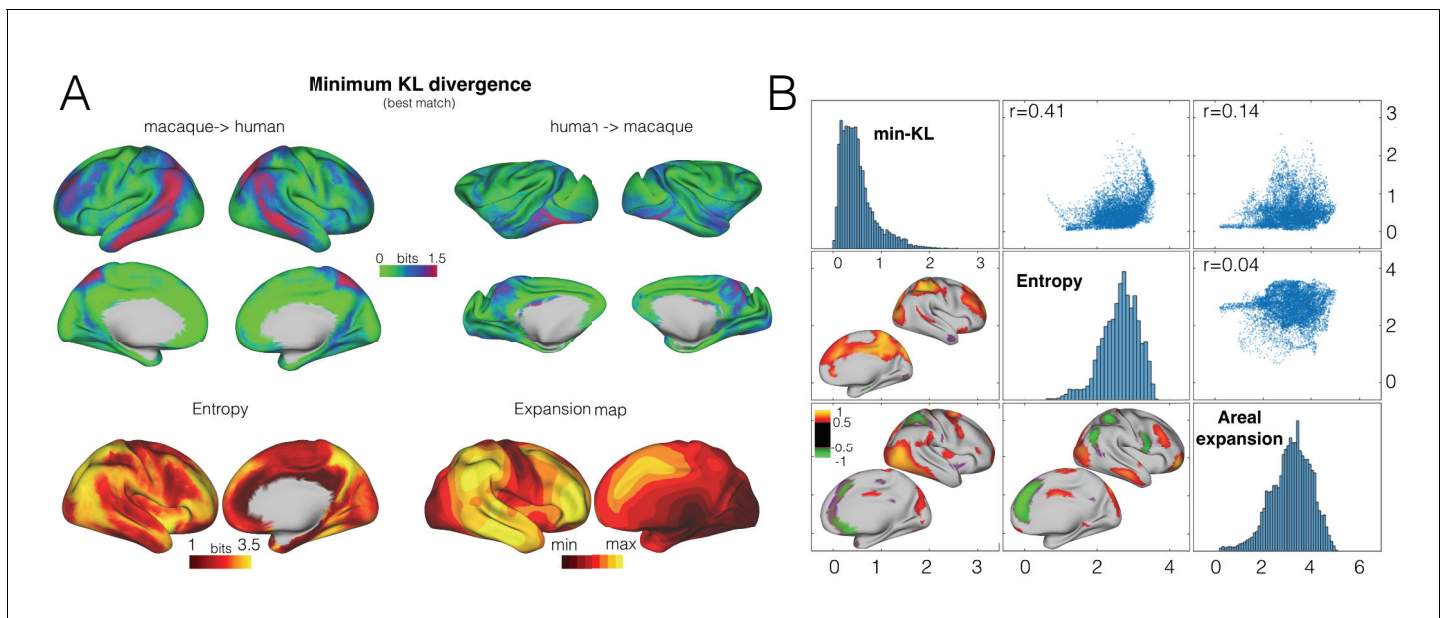 A
Minimum KL divergence
(best match)
macaque-> human
human -> macaque
0 bits 1.5
Entropy
Expansion map
1 bits 3.5
min max
B
min-KL
r=0.41
r=0.14
3
2
1
0
0 1 2 3
Entropy
r=0.04
4
2
0
1
0.5
-0.5
-1
Areal
expansion
0 1 2 3
2 4
0 2 4 6